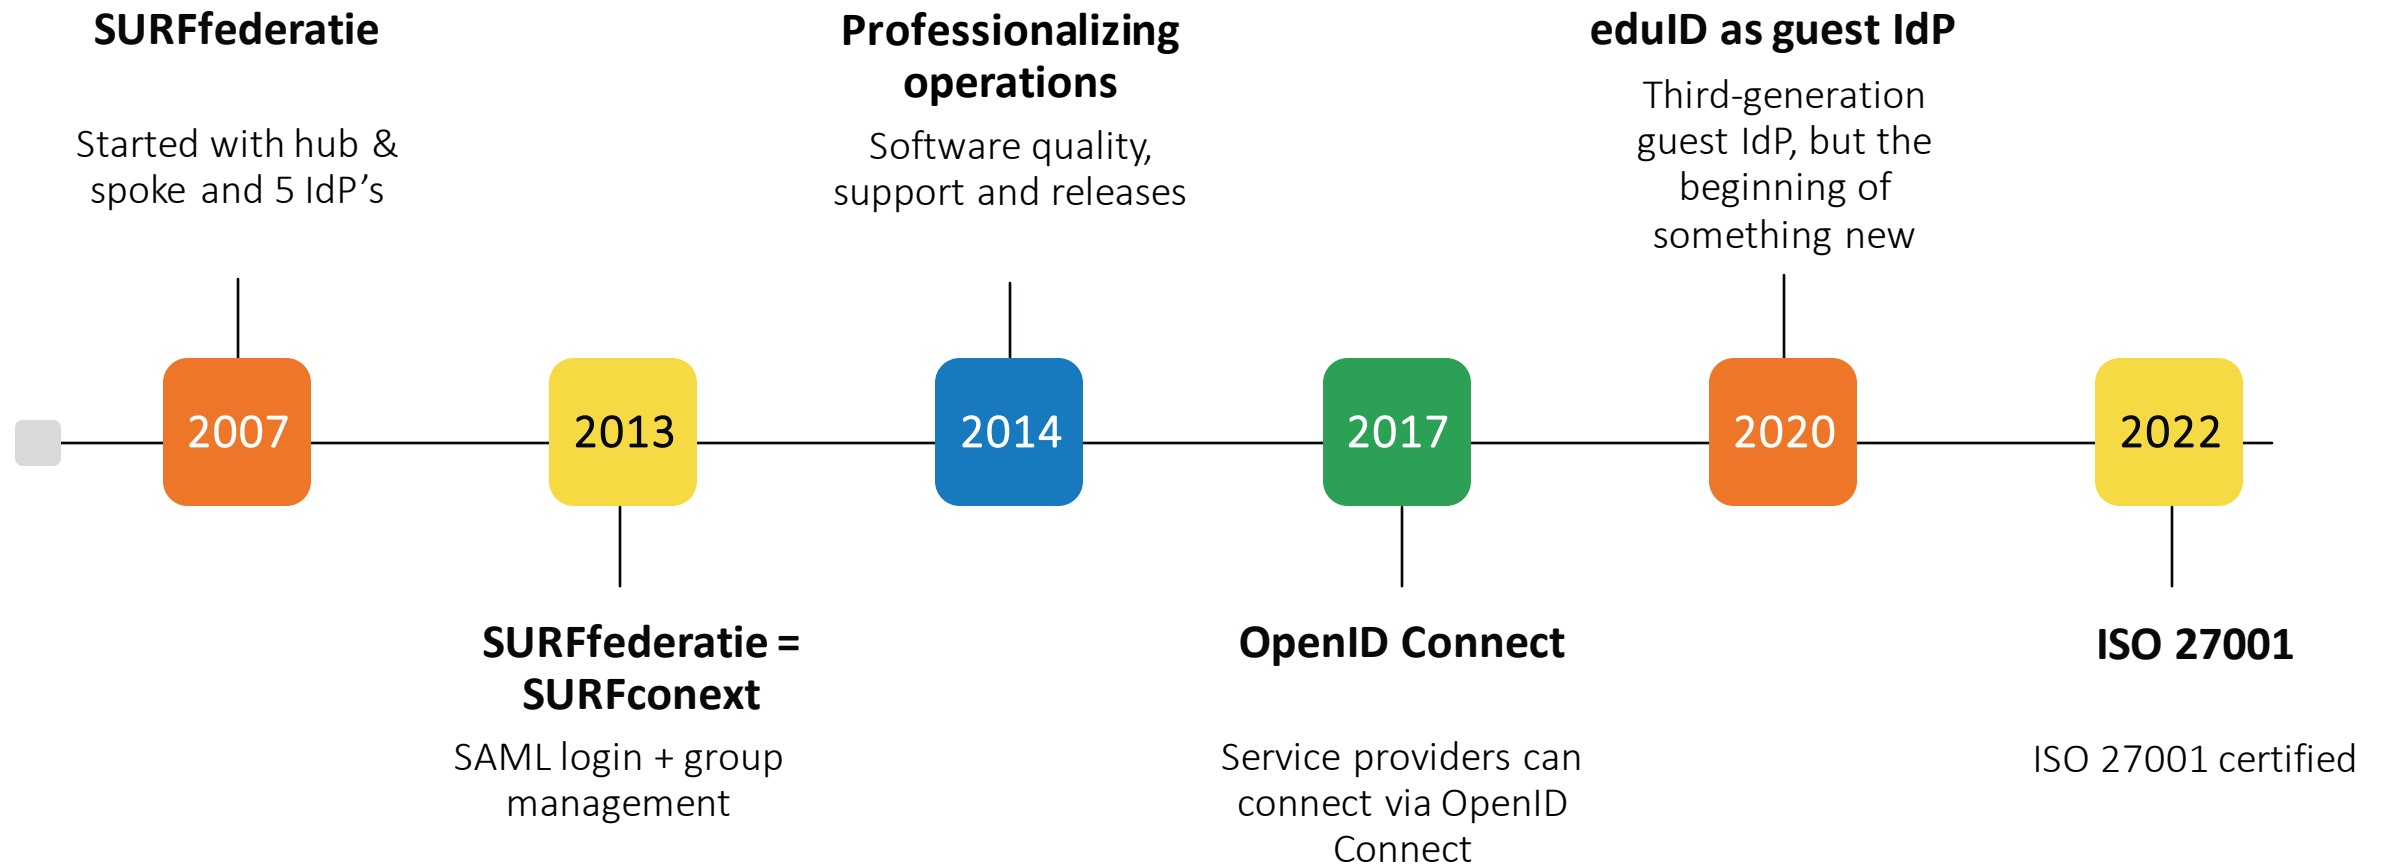 SURFfederatie
Started with hub &
spoke and 5 IdP's
2007
2013
SURFfederatie =
SURFconext
SAML login + group
management
Professionalizing
operations
Software quality,
support and releases
2014
2017
OpenID Connect
Service providers can
connect via OpenID
Connect
eduID as guest IdP
Third-generation
guest IdP, but the
beginning of
something new
2020
2022
ISO 27001
ISO 27001 certified